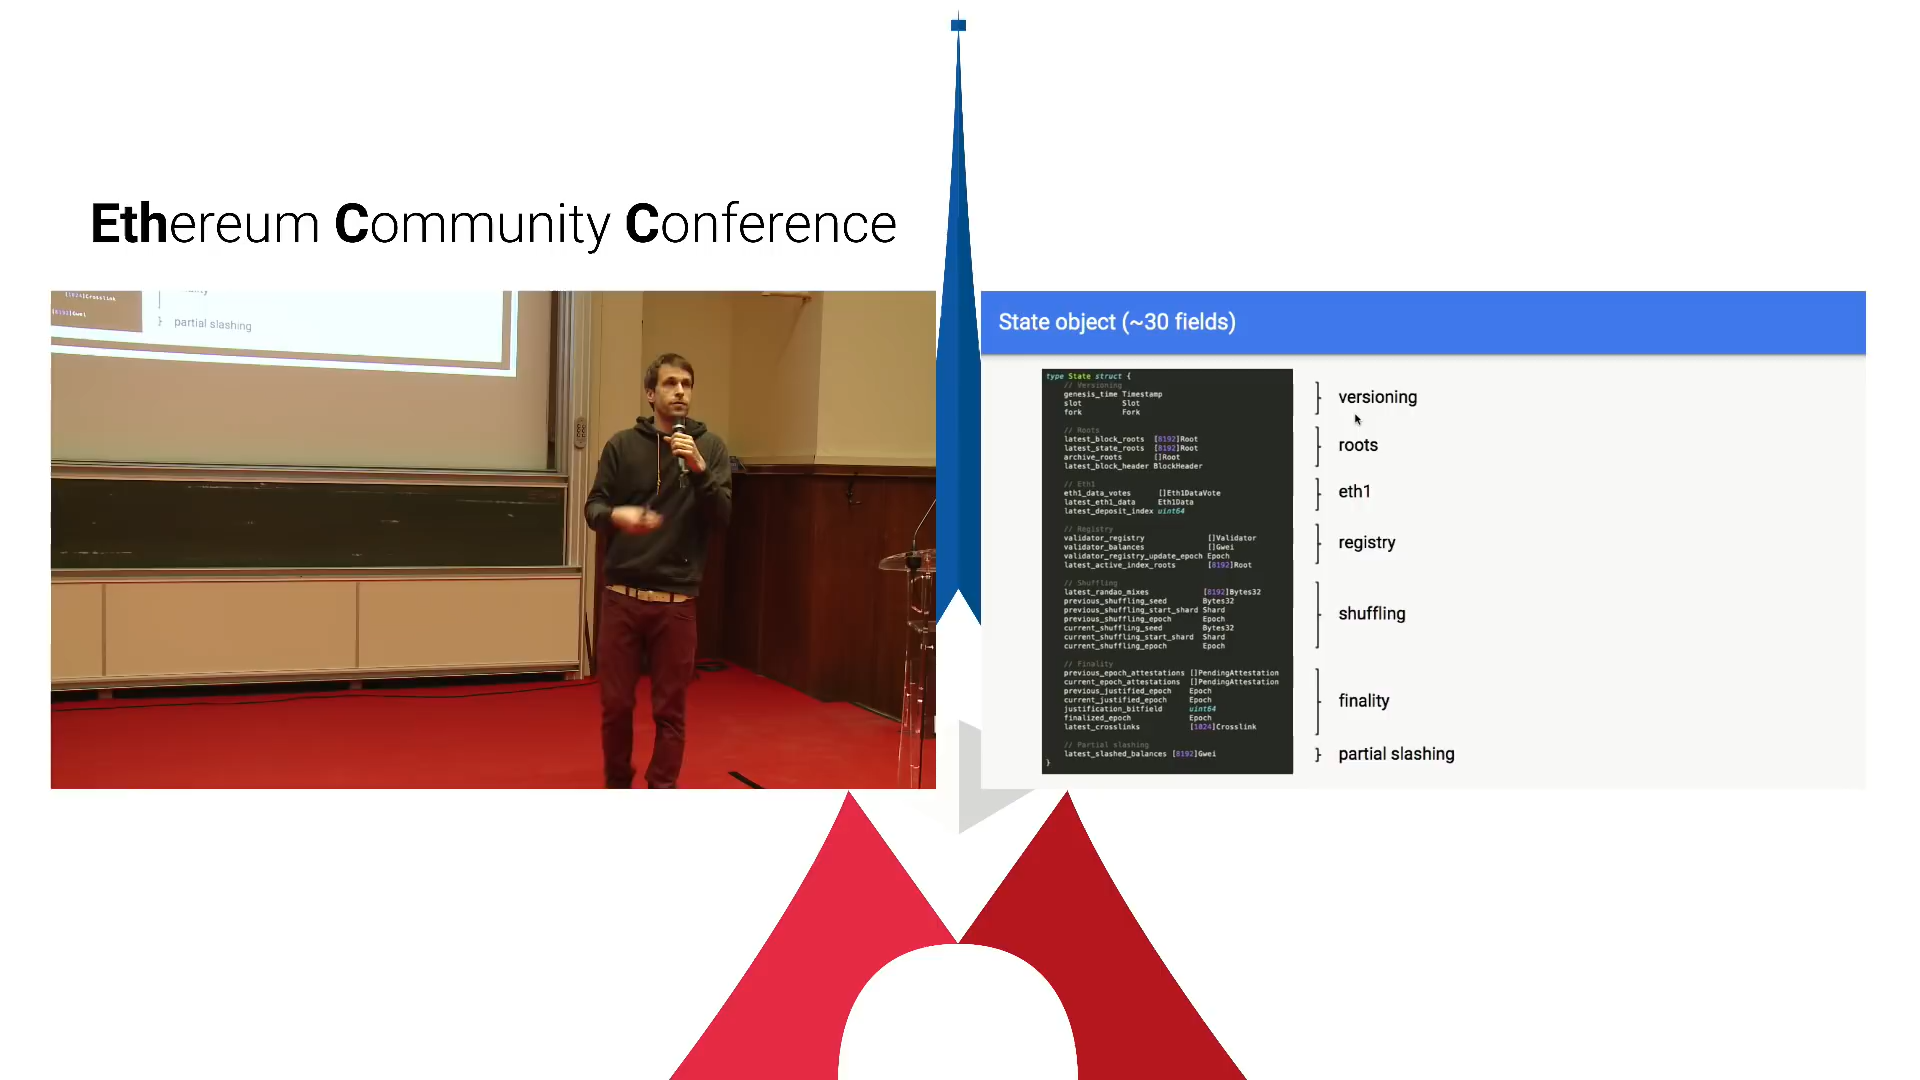 Ethereum Community Conference
[1024]Crosslink
[8192]Gwei
} partial slashing
State object (~30 fields)
type State struct {
// Versioning
genesis_time Timestamp
slot Slot
fork Fork
// Roots
latest_block_roots [8192]Root
latest_state_roots [8192]Root
archive_roots []Root
latest_block_header BlockHeader
// Eth1
eth1_data_votes []Eth1DataVote
latest_eth1_data Eth1Data
latest_deposit_index uint64
// Registry
validator_registry []Validator
validator_balances []Gwei
validator_registry_update_epoch Epoch
latest_active_index_roots [8192]Root
// Shuffling
latest_randao_mixes [8192]Bytes32
previous_shuffling_seed Bytes32
previous_shuffling_start_shard Shard
previous_shuffling_epoch Epoch
current_shuffling_seed Bytes32
current_shuffling_start_shard Shard
current_shuffling_epoch Epoch
// Finality
previous_epoch_attestations []PendingAttestation
current_epoch_attestations []PendingAttestation
previous_justified_epoch Epoch
current_justified_epoch Epoch
justification_bitfield uint64
finalized_epoch Epoch
latest_crosslinks [1024]Crosslink
// Partial slashing
latest_slashed_balances [8192]Gwei
}
} versioning
} roots
} eth1
} registry
} shuffling
} finality
} partial slashing